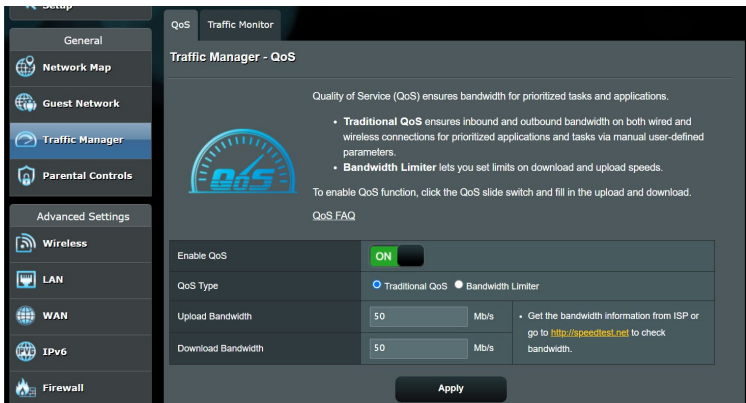 Setup
General
Network Map
Guest Network
Traffic Manager
Parental Controls
Advanced Settings
Wireless
LAN
WAN
IPv6
Firewall
QoS
Traffic Monitor
Traffic Manager - QoS
QoS
Quality of Service (QoS) ensures bandwidth for prioritized tasks and applications.
• Traditional QoS ensures inbound and outbound bandwidth on both wired and
wireless connections for prioritized applications and tasks via manual user-defined
parameters.
• Bandwidth Limiter lets you set limits on download and upload speeds.
To enable QoS function, click the QoS slide switch and fill in the upload and download.
QoS FAQ
Enable QoS
ON
QoS Type
Traditional QoS Bandwidth Limiter
Upload Bandwidth
50 Mb/s
Download Bandwidth
50 Mb/s
• Get the bandwidth information from ISP or
go to http://speedtest.net to check
bandwidth.
Apply